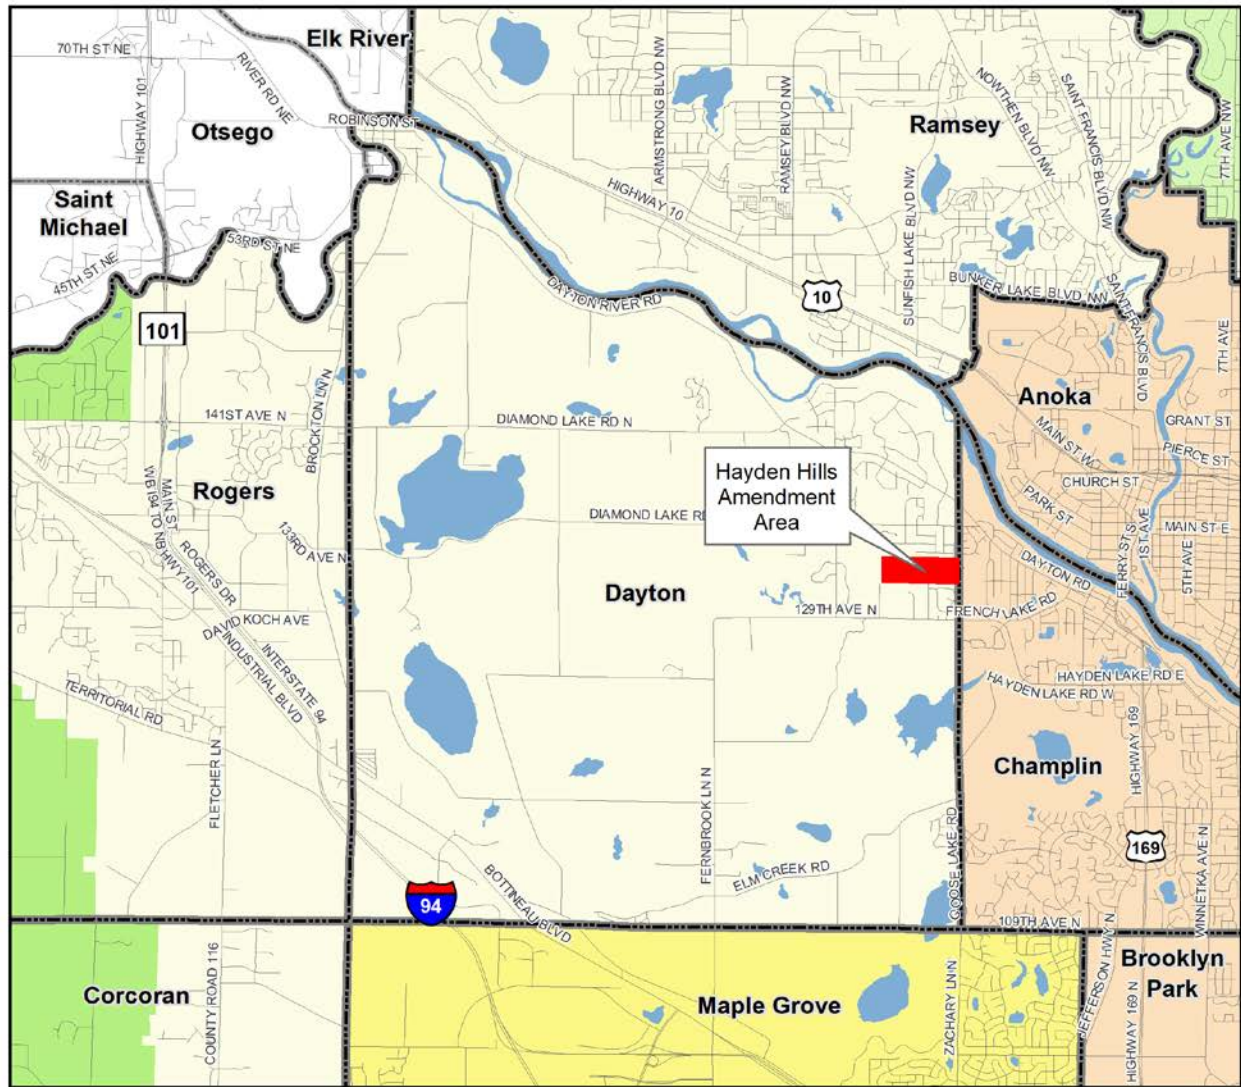 Elk River
70TH ST NE
HIGHWAY 101
RIVER RD NE
Otsego
ROBINSON ST
ARMSTRONG BLVD NW
RAMSEY BLVD NW
Ramsey
NOWTHEN BLVD NW
SAINT FRANCIS BLVD NW
7TH AVE NW
Saint
Michael
53RD ST NE
45TH ST NE
HIGHWAY 10
SUNFISH LAKE BLVD NW
BUNKER LAKE BLVD NW
SAINT FRANCIS BLVD
7TH AVE
DAYTON RIVER RD
10
101
BROCKTON LN N
141ST AVE N
DIAMOND LAKE RD N
Anoka
MAIN ST W
GRANT ST
PIERCE ST
CHURCH ST
Hayden Hills
Amendment
Area
Rogers
WB I94 TO NB HWY101
MAIN ST
ROGERS DR
133RD AVE N
DIAMOND LAKE RD
PARK ST
MAIN ST E
1ST AVE
5TH AVE
FERRY ST S
DAYTON RD
Dayton
129TH AVE N
FRENCH LAKE RD
DAVID KOCH AVE
INDUSTRIAL BLVD
INTERSTATE 94
TERRITORIAL RD
HAYDEN LAKE RD E
HAYDEN LAKE RD W
HIGHWAY 169
FLETCHER LN
Champlin
FERNBROOK LN N
169
WINNETKA AVE N
ELM CREEK RD
GOOSE LAKE RD
BOTTINEAU BLVD
94
109TH AVE N
JEFFERSON HWY N
Brooklyn
Park
Corcoran
COUNTY ROAD 116
Maple Grove
ZACHARY LN N
HIGHWAY 169 N